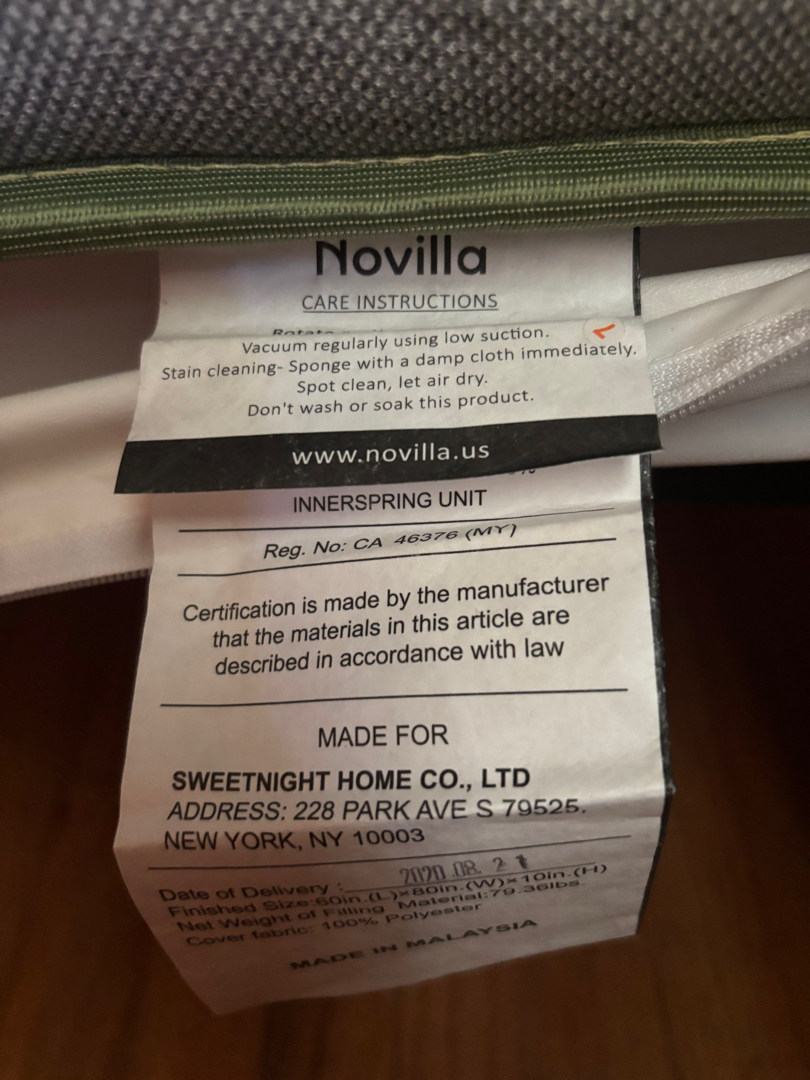 Novilla
CARE INSTRUCTIONS
Rotate
Vacuum regularly using low suction.
Stain cleaning- Sponge with a damp cloth immediately.
Spot clean, let air dry.
Don't wash or soak this product.
www.novilla.us
INNERSPRING UNIT
Reg. No: CA 46376 (MY)
Certification is made by the manufacturer
that the materials in this article are
described in accordance with law
MADE FOR
SWEETNIGHT HOME CO., LTD
ADDRESS: 228 PARK AVE S 79525.
NEW YORK, NY 10003
Date of Delivery : 2020.08.21
Finished Size:60in.(L)×80in.(W)×10in.(H)
Net Weight of Filling Material:79.36lbs.
Cover fabric: 100% Polyester
MADE IN MALAYSIA